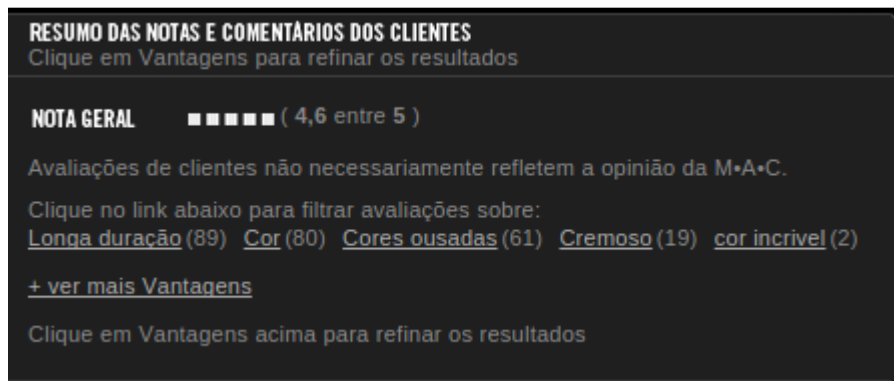 RESUMO DAS NOTAS E COMENTÁRIOS DOS CLIENTES
Clique em Vantagens para refinar os resultados
NOTA GERAL ■■■■■ ( 4,6 entre 5 )
Avaliações de clientes não necessariamente refletem a opinião da M•A•C.
Clique no link abaixo para filtrar avaliações sobre:
Longa duração (89) Cor (80) Cores ousadas (61) Cremoso (19) cor incrivel (2)
+ ver mais Vantagens
Clique em Vantagens acima para refinar os resultados